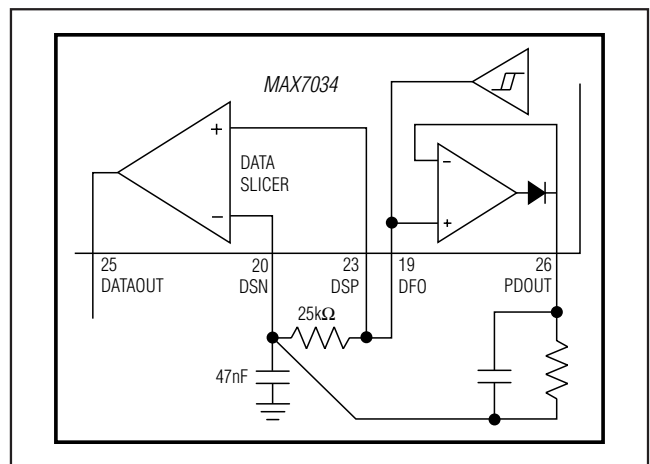 MAX7034
+
DATA
SLICER
−
−
+
25
DATAOUT
20
DSN
23
DSP
19
DFO
26
PDOUT
25kΩ
47nF